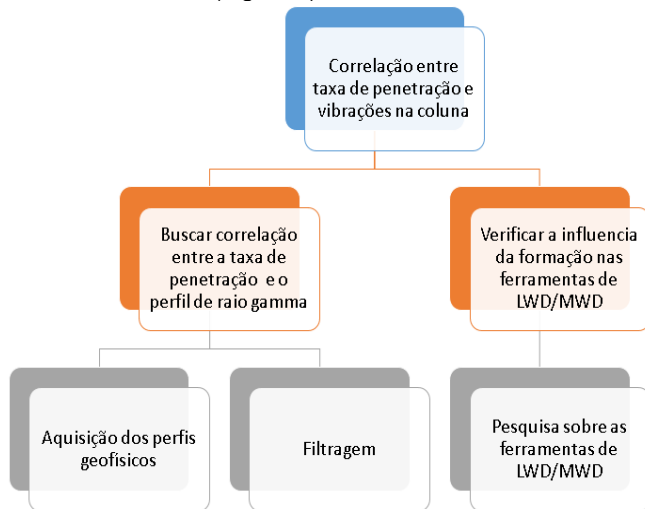 Correlação entre
taxa de penetração e
vibrações na coluna
Buscar correlação
entre a taxa de
penetração e o
perfil de raio gamma
Verificar a influencia
da formação nas
ferramentas de
LWD/MWD
Aquisição dos perfis
geofísicos
Filtragem
Pesquisa sobre as
ferramentas de
LWD/MWD